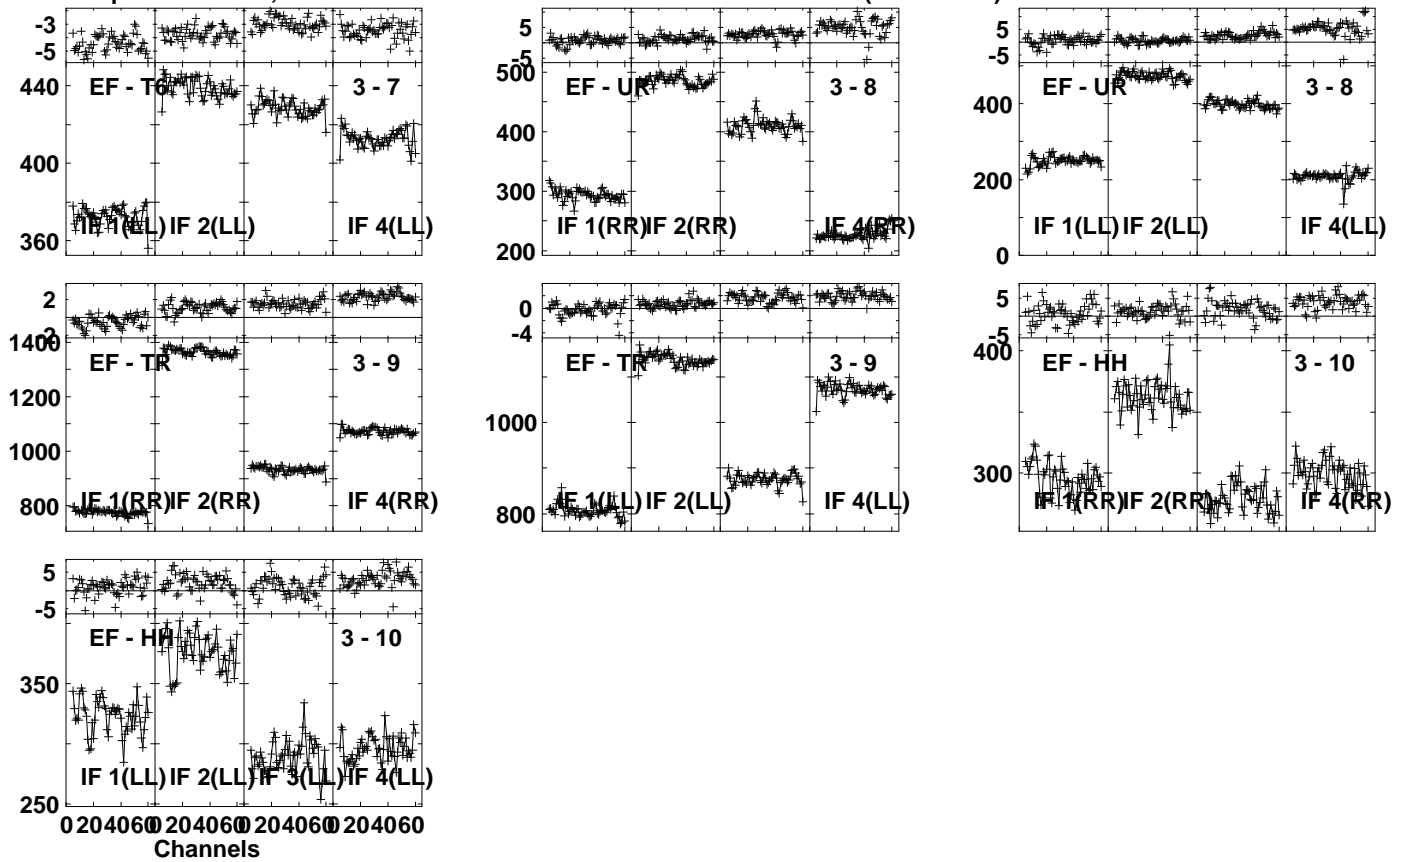 -3
-5
EF - T6
3 - 7
440
400
360
IF 1(LL) IF 2(LL) IF 4(LL)
5
-5
EF - UR
3 - 8
500
400
300
200
IF 1(RR) IF 2(RR) IF 4(RR)
5
-5
EF - UR
3 - 8
400
200
0
IF 1(LL) IF 2(LL) IF 4(LL)
2
-2
EF - TR
3 - 9
1400
1200
1000
800
IF 1(RR) IF 2(RR) IF 4(RR)
0
-4
EF - TR
3 - 9
1000
800
IF 1(LL) IF 2(LL) IF 4(LL)
5
-5
EF - HH
3 - 10
400
300
IF 1(RR) IF 2(RR) IF 4(RR)
5
-5
EF - HH
3 - 10
350
250
IF 1(LL) IF 2(LL) IF 3(LL) IF 4(LL)
0 20 40 60 0 20 40 60 0 20 40 60 0 20 40 60
Channels